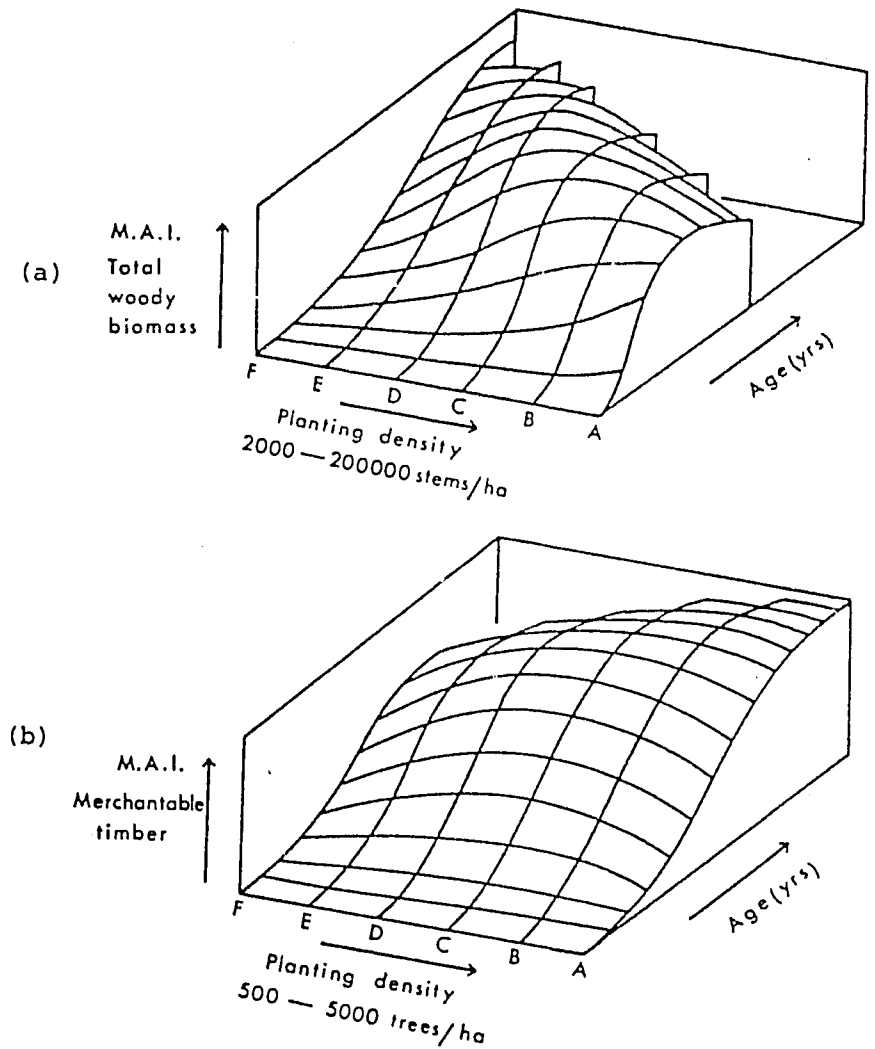 (a)
M.A.I.
Total
woody
biomass
F
E
D
C
B
A
Planting density
2000 — 200000 stems/ha
Age (yrs)
(b)
M.A.I.
Merchantable
timber
F
E
D
C
B
A
Planting density
500 — 5000 trees/ha
Age (yrs)